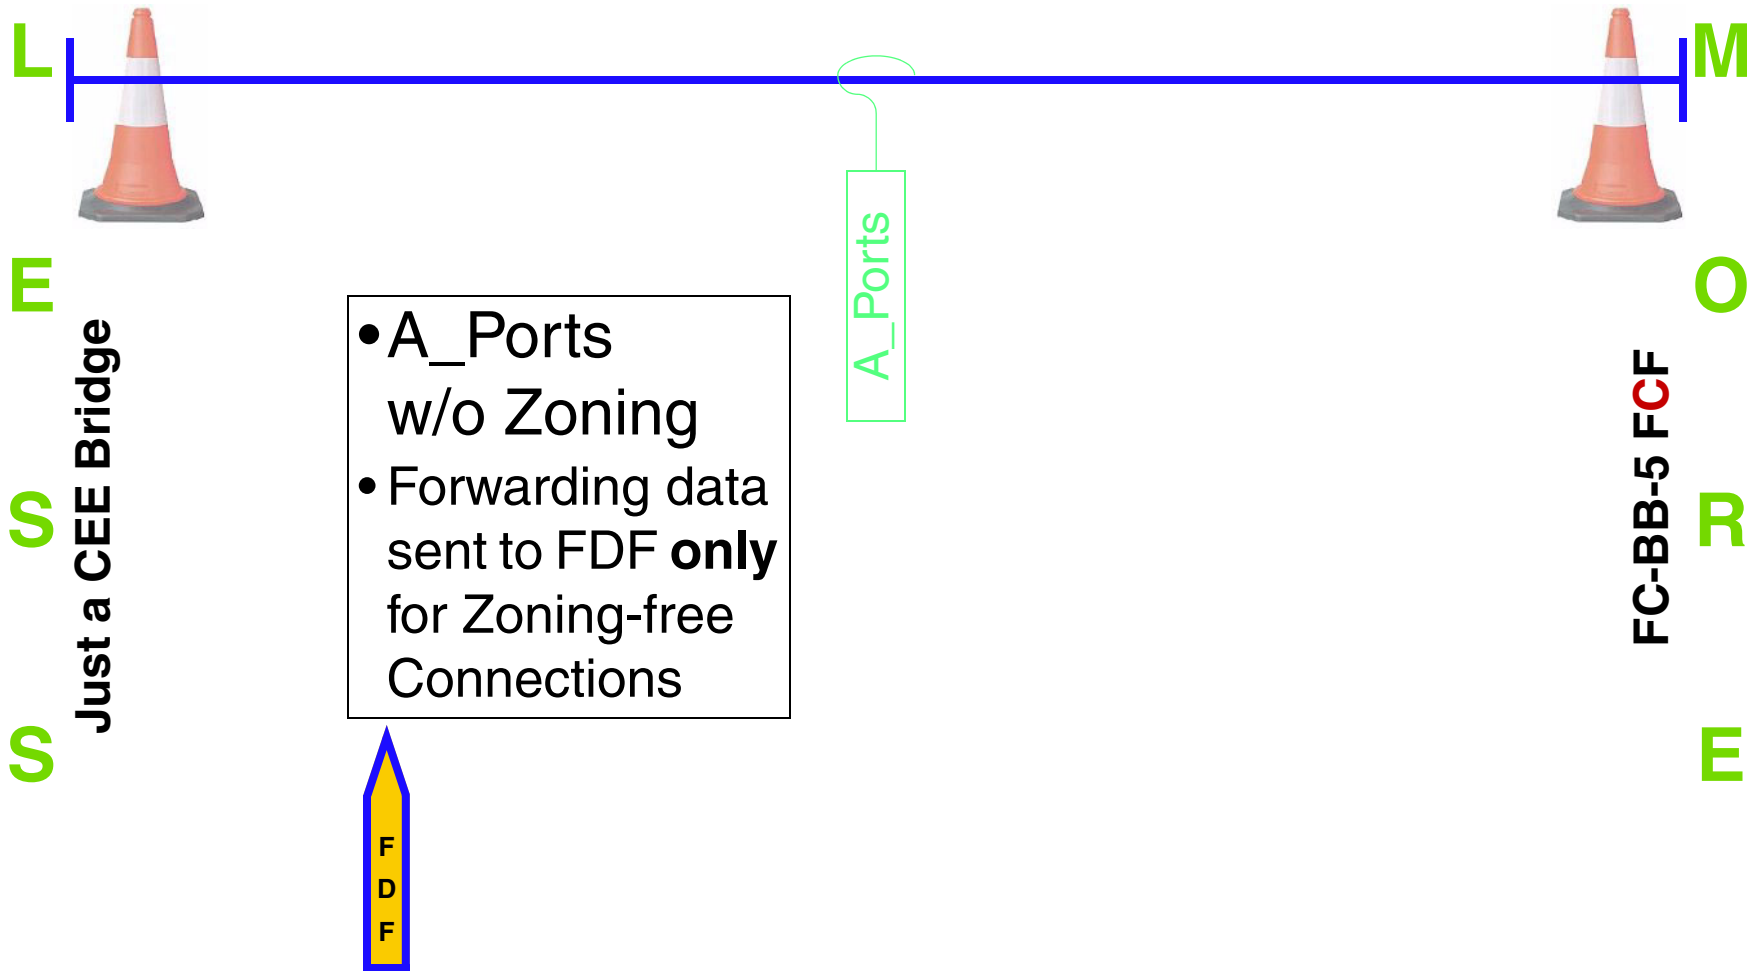 L
E
S
S
Just a CEE Bridge
• A_Ports
w/o Zoning
• Forwarding data
sent to FDF only
for Zoning-free
Connections
F
D
F
A_Ports
FC-BB-5 FCF
M
O
R
E